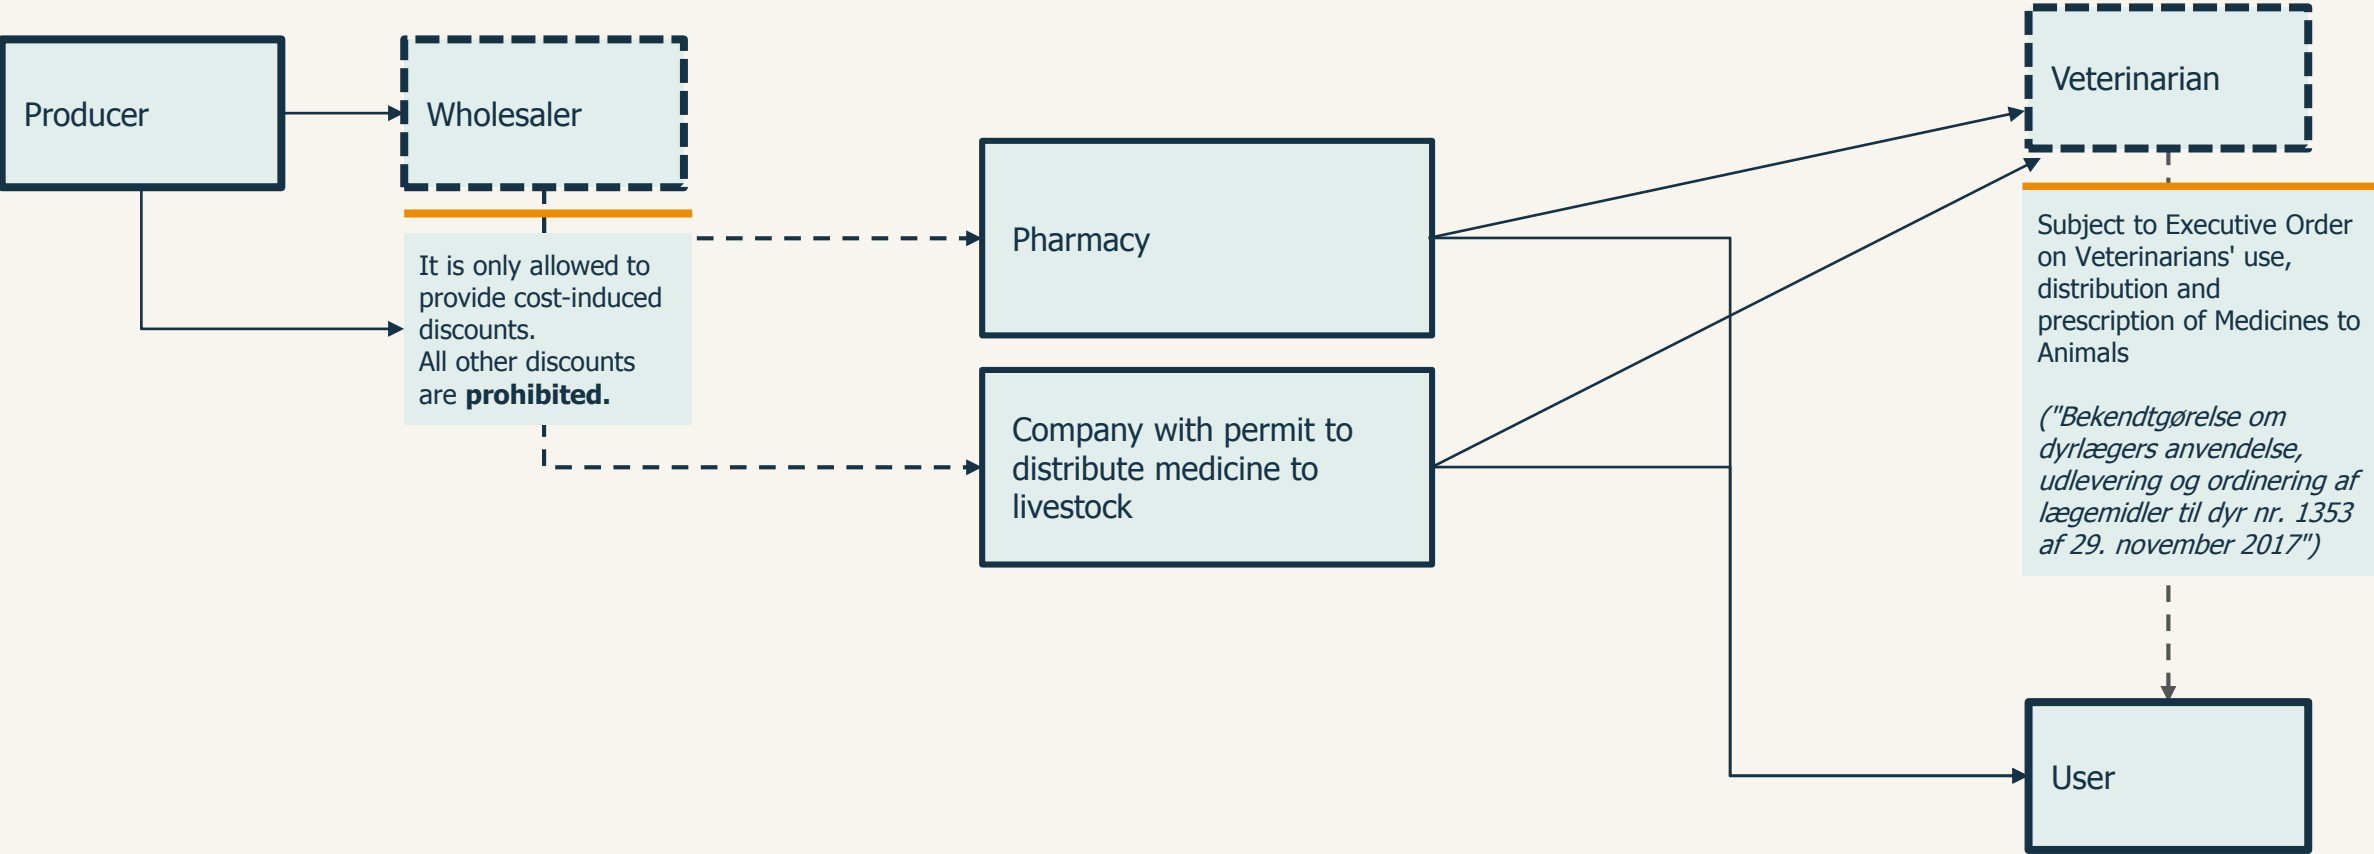 Producer
Wholesaler
It is only allowed to
provide cost-induced
discounts.
All other discounts
are prohibited.
Pharmacy
Company with permit to
distribute medicine to
livestock
Veterinarian
Subject to Executive Order
on Veterinarians' use,
distribution and
prescription of Medicines to
Animals
("Bekendtgørelse om
dyrlægers anvendelse,
udlevering og ordinering af
lægemidler til dyr nr. 1353
af 29. november 2017")
User